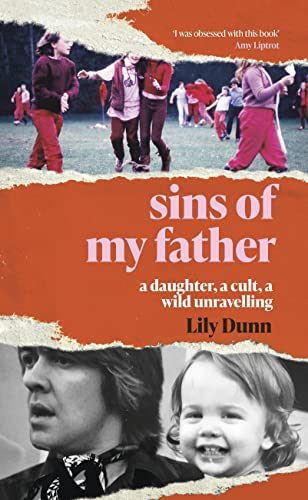 ‘I was obsessed with this book’
Amy Liptrot
sins of
my father
a daughter, a cult, a
wild unravelling
Lily Dunn